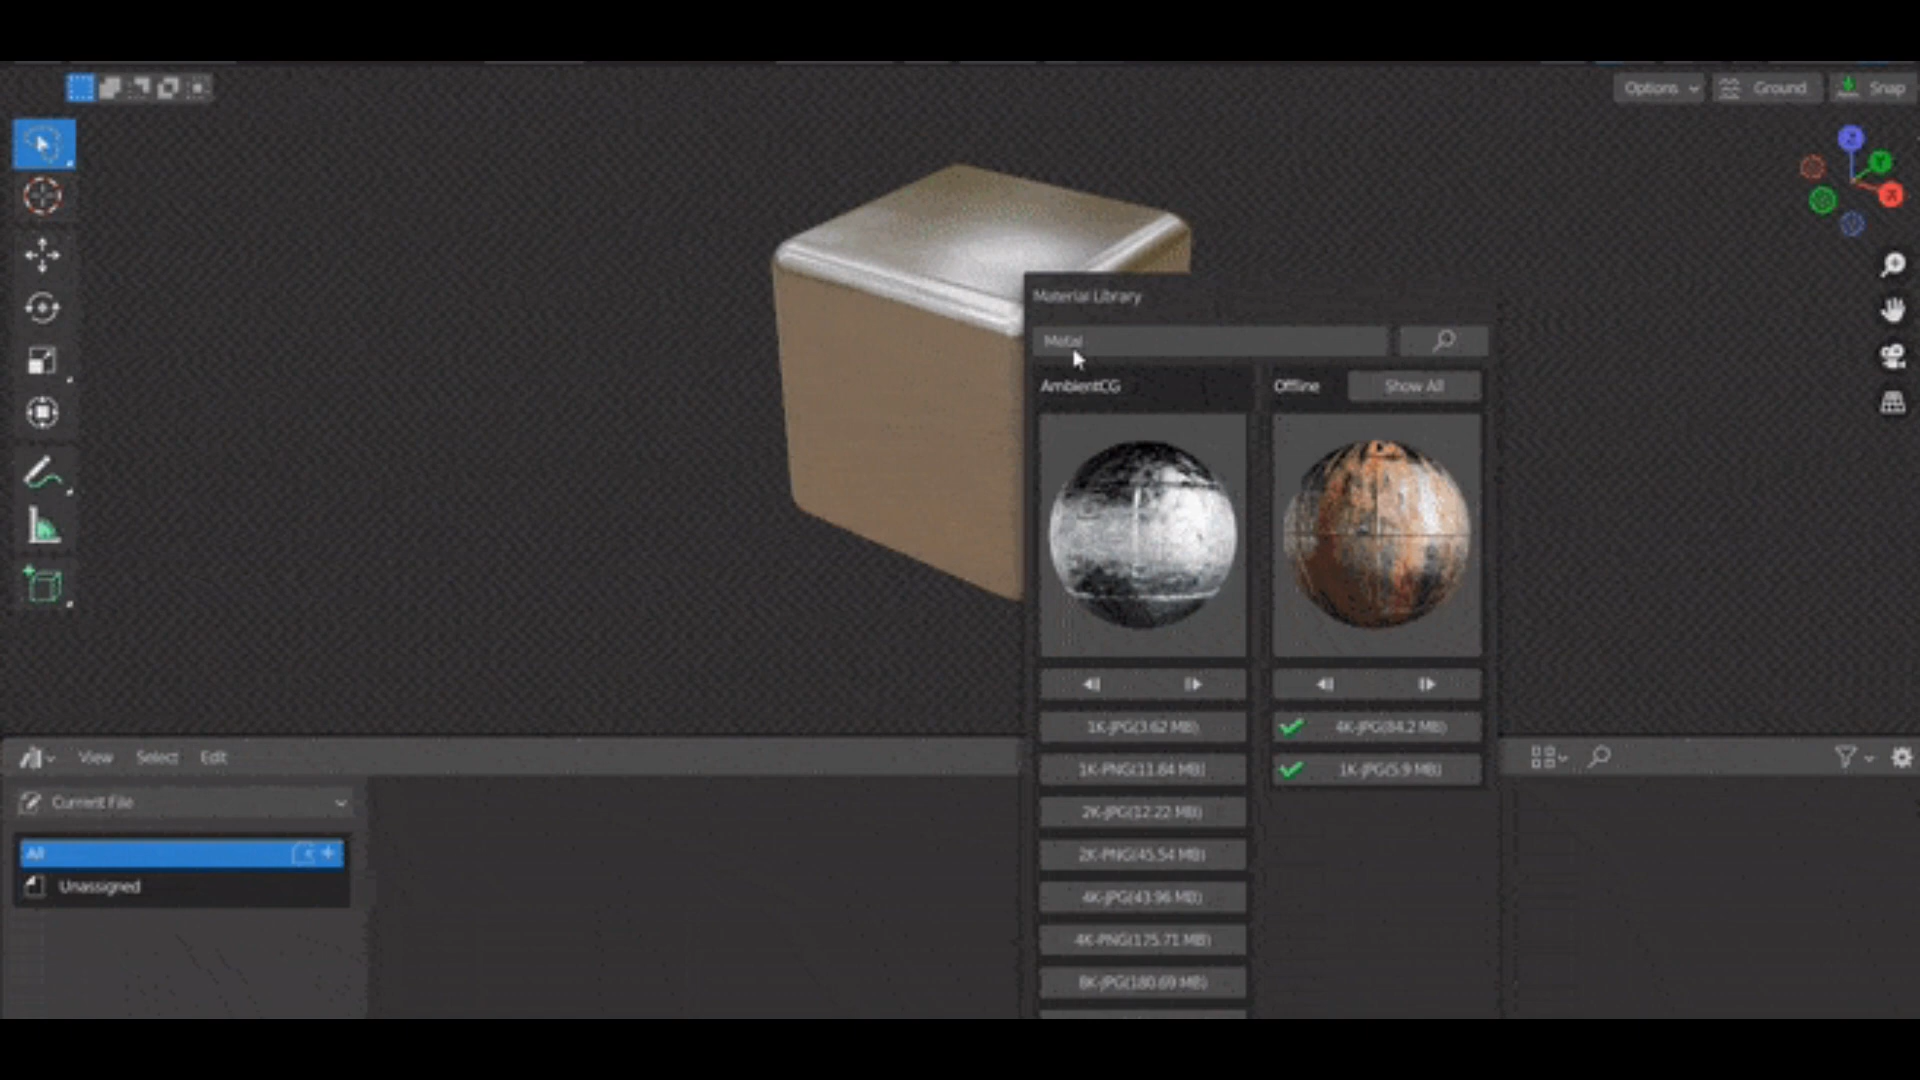 Options
Ground
Snap
Z
Y
X
Material Library
Metal
AmbientCG
Offline
Show All
1K-JPG(3.62 MB)
4K-JPG(84.2 MB)
1K-PNG(11.84 MB)
1K-JPG(5.9 MB)
2K-JPG(12.22 MB)
2K-PNG(45.54 MB)
4K-JPG(43.96 MB)
4K-PNG(175.71 MB)
8K-JPG(180.69 MB)
View
Select
Edit
Current File
All
Unassigned